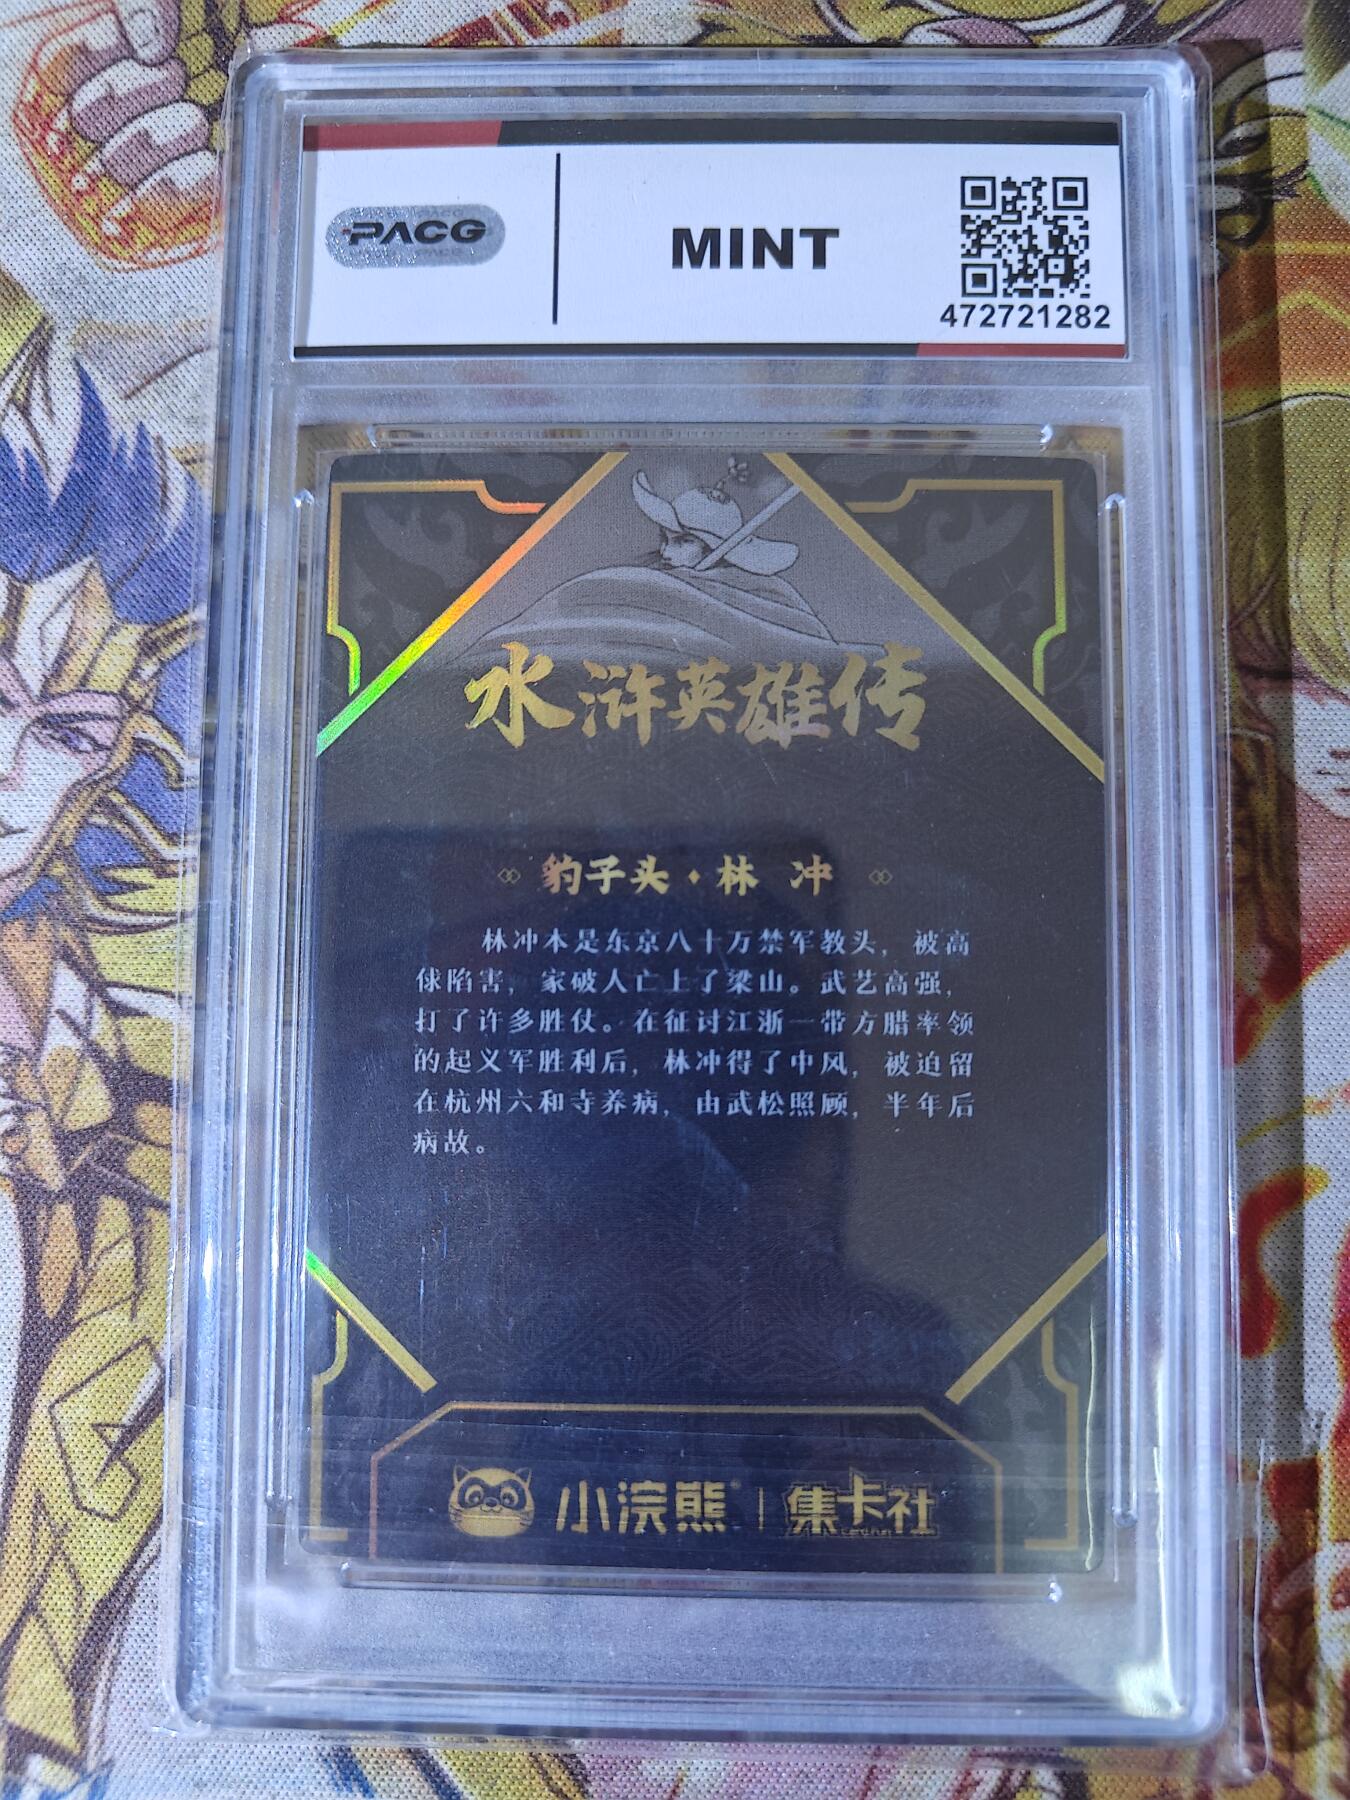 PACG
MINT
472721282
水浒英雄传
豹子头·林 冲
林冲本是东京八十万禁军教头，被高
俅陷害，家破人亡上了梁山。武艺高强，
打了许多胜仗。在征讨江浙一带方腊率领
的起义军胜利后，林冲得了中风，被迫留
在杭州六和寺养病，由武松照顾，半年后
病故。
小浣熊 | 集卡社